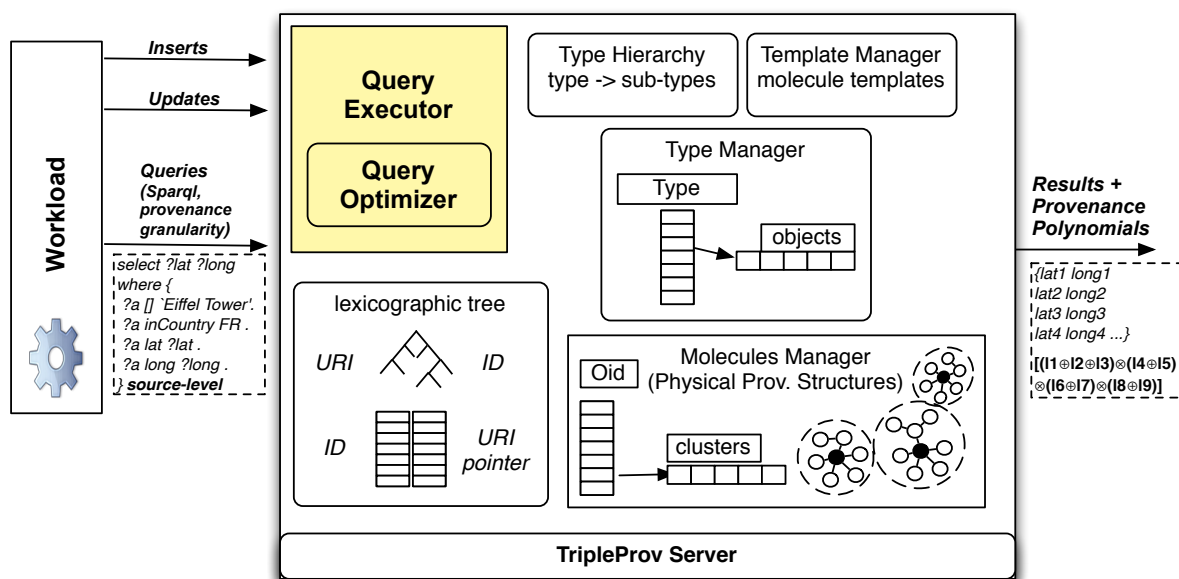 Workload
Inserts
Updates
Queries
(Sparql,
provenance
granularity)
select ?lat ?long
where {
?a [] `Eiffel Tower'.
?a inCountry FR .
?a lat ?lat .
?a long ?long .
} source-level
Query
Executor
Query
Optimizer
Type Hierarchy
type -> sub-types
Template Manager
molecule templates
Type Manager
Type
objects
lexicographic tree
URI
ID
ID
URI
pointer
Molecules Manager
(Physical Prov. Structures)
Oid
clusters
TripleProv Server
Results +
Provenance
Polynomials
{lat1 long1
lat2 long2
lat3 long3
lat4 long4 ...}
[(l1⊕l2⊕l3)⊗(l4⊕l5)
⊗(l6⊕l7)⊗(l8⊕l9)]